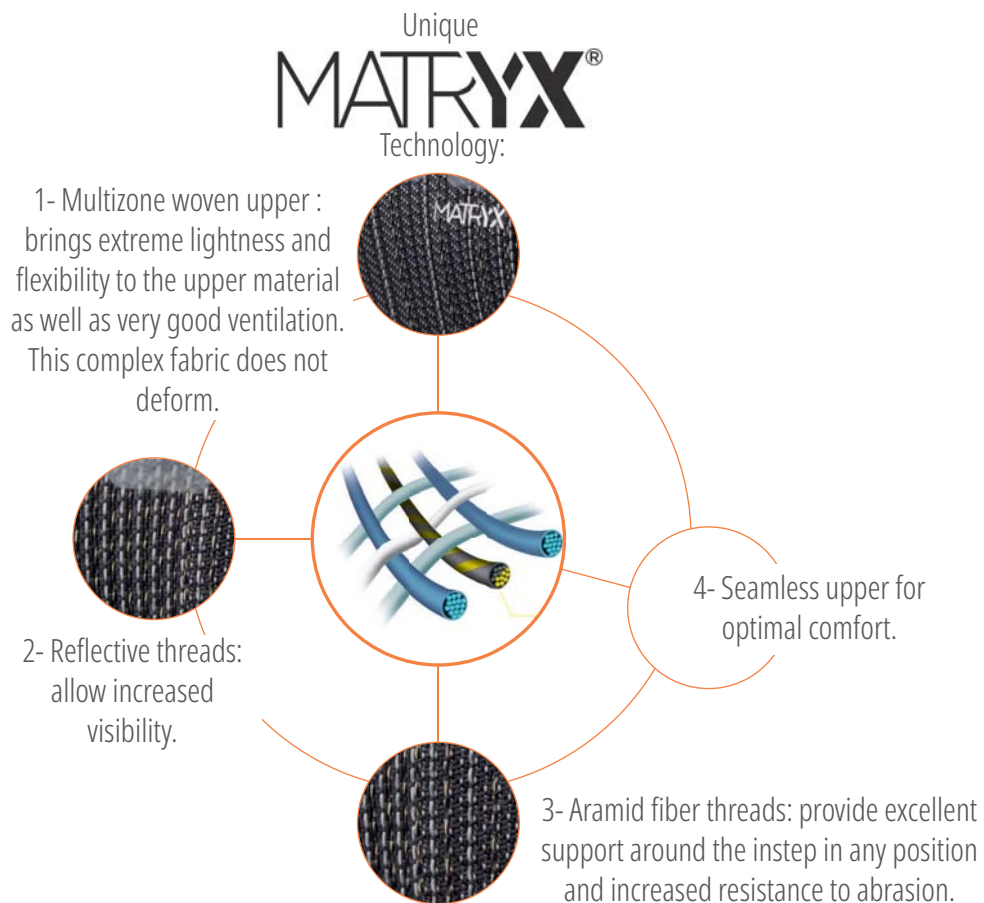 Unique
MATRYX®
Technology:
MATRYX
1- Multizone woven upper :
brings extreme lightness and
flexibility to the upper material
as well as very good ventilation.
This complex fabric does not
deform.
2- Reflective threads:
allow increased
visibility.
4- Seamless upper for
optimal comfort.
3- Aramid fiber threads: provide excellent
support around the instep in any position
and increased resistance to abrasion.